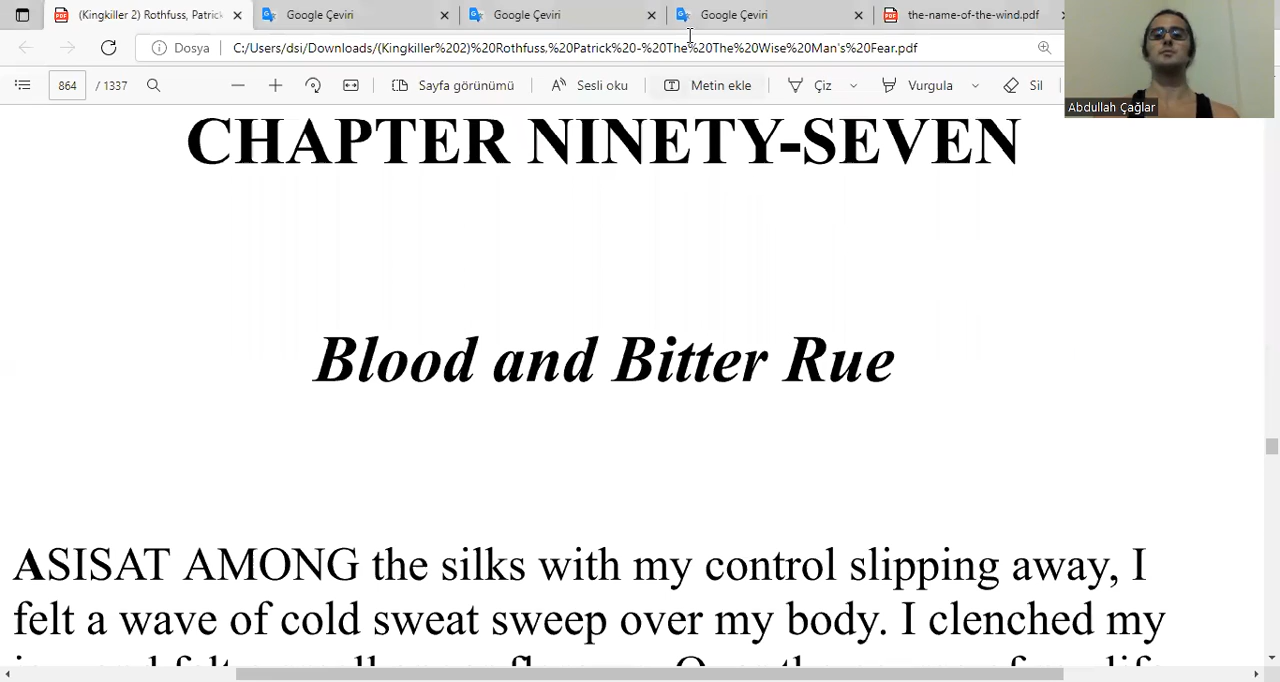 (Kingkiller 2) Rothfuss, Patrick
Google Çeviri
Google Çeviri
Google Çeviri
the-name-of-the-wind.pdf
Dosya
C:/Users/dsi/Downloads/(Kingkiller%202)%20Rothfuss.%20Patrick%20-%20The%20The%20Wise%20Man's%20Fear.pdf
864 / 1337
Sayfa görünümü
Sesli oku
Metin ekle
Çiz
Vurgula
Sil
Abdullah Çağlar
CHAPTER NINETY-SEVEN
Blood and Bitter Rue
ASISAT AMONG the silks with my control slipping away, I
felt a wave of cold sweat sweep over my body. I clenched my